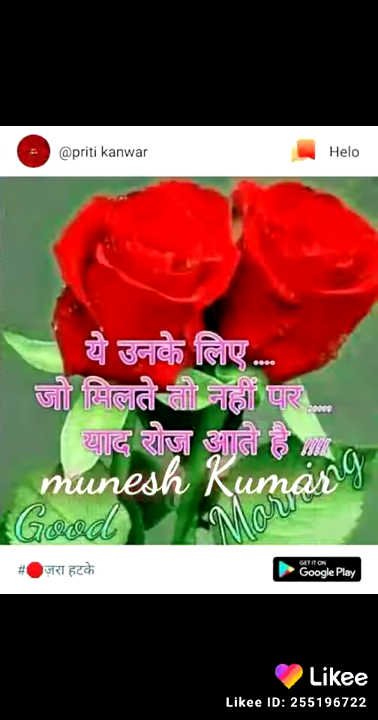 @priti kanwar
Helo
ये उनके लिए ....
जो मिलते तो नहीं पर .....
याद रोज आते है !!!!
munesh Kumar
Good Morning
#🔴ज़रा हटके
GET IT ON
Google Play
Likee
Likee ID: 255196722